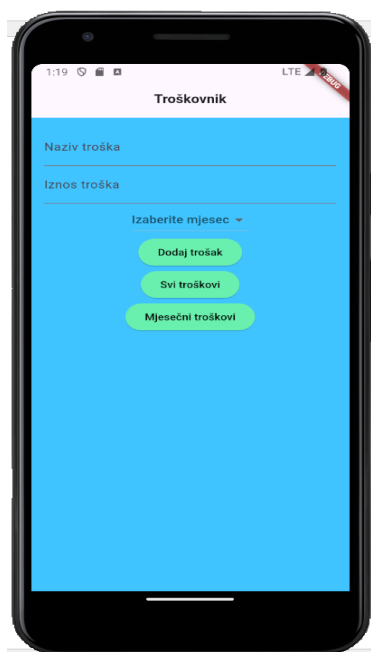 1:19 LTE
DEBUG
Troškovnik
Naziv troška
Iznos troška
Izaberite mjesec
Dodaj trošak
Svi troškovi
Mjesečni troškovi